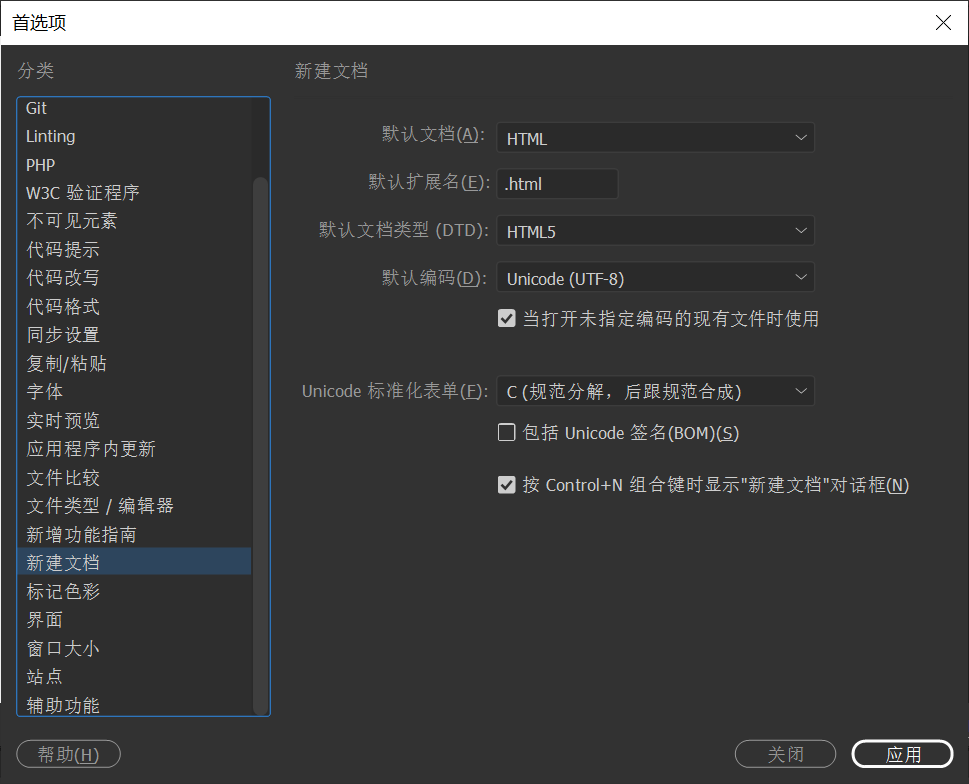 首选项
分类
Git
Linting
PHP
W3C 验证程序
不可见元素
代码提示
代码改写
代码格式
同步设置
复制/粘贴
字体
实时预览
应用程序内更新
文件比较
文件类型 / 编辑器
新增功能指南
新建文档
标记色彩
界面
窗口大小
站点
辅助功能
新建文档
默认文档(A): HTML
默认扩展名(E): .html
默认文档类型 (DTD): HTML5
默认编码(D): Unicode (UTF-8)
当打开未指定编码的现有文件时使用
Unicode 标准化表单(F): C (规范分解，后跟规范合成)
包括 Unicode 签名(BOM)(S)
按 Control+N 组合键时显示"新建文档"对话框(N)
帮助(H)
关闭
应用